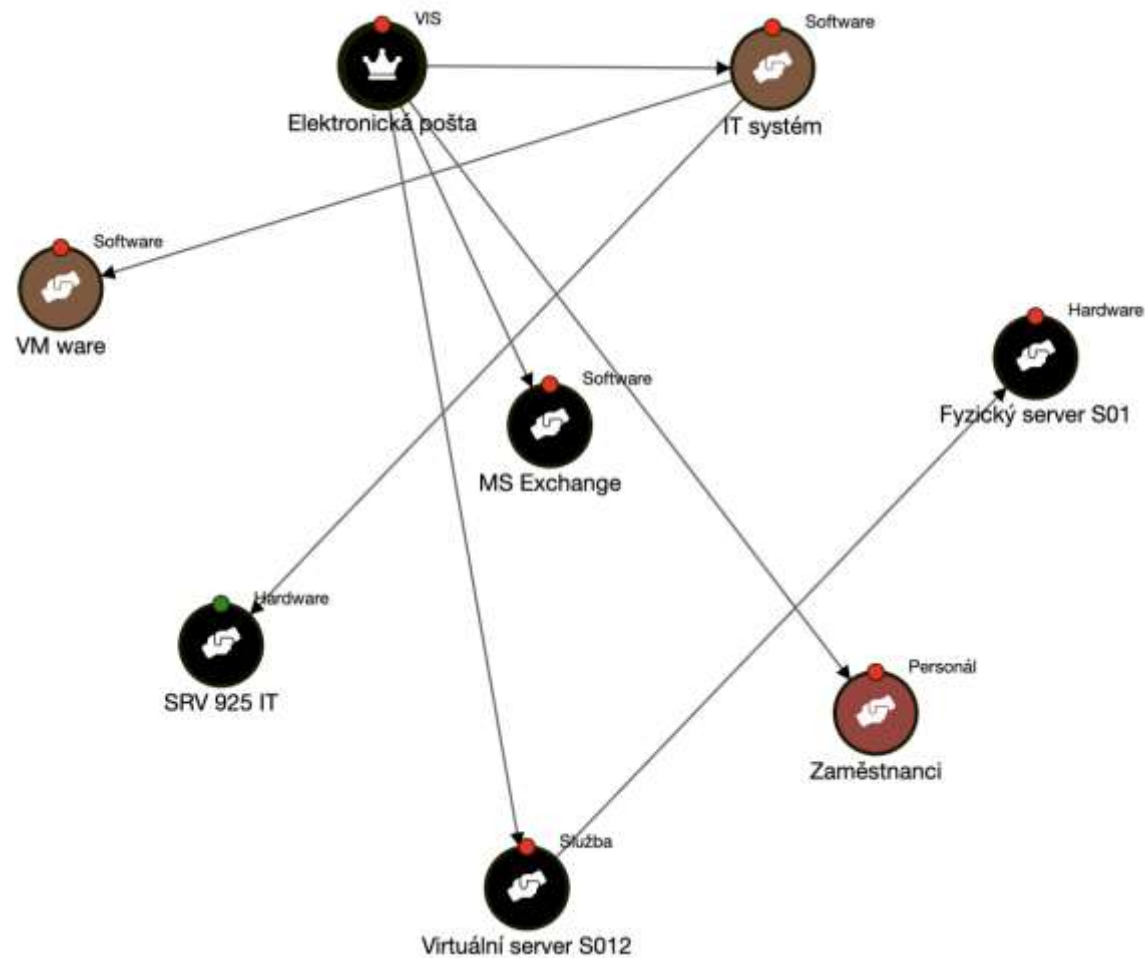 VIS
Elektronická pošta
Software
IT systém
Software
VM ware
Hardware
Fyzický server S01
Software
MS Exchange
Hardware
SRV 925 IT
Personál
Zaměstnanci
Služba
Virtuální server S012